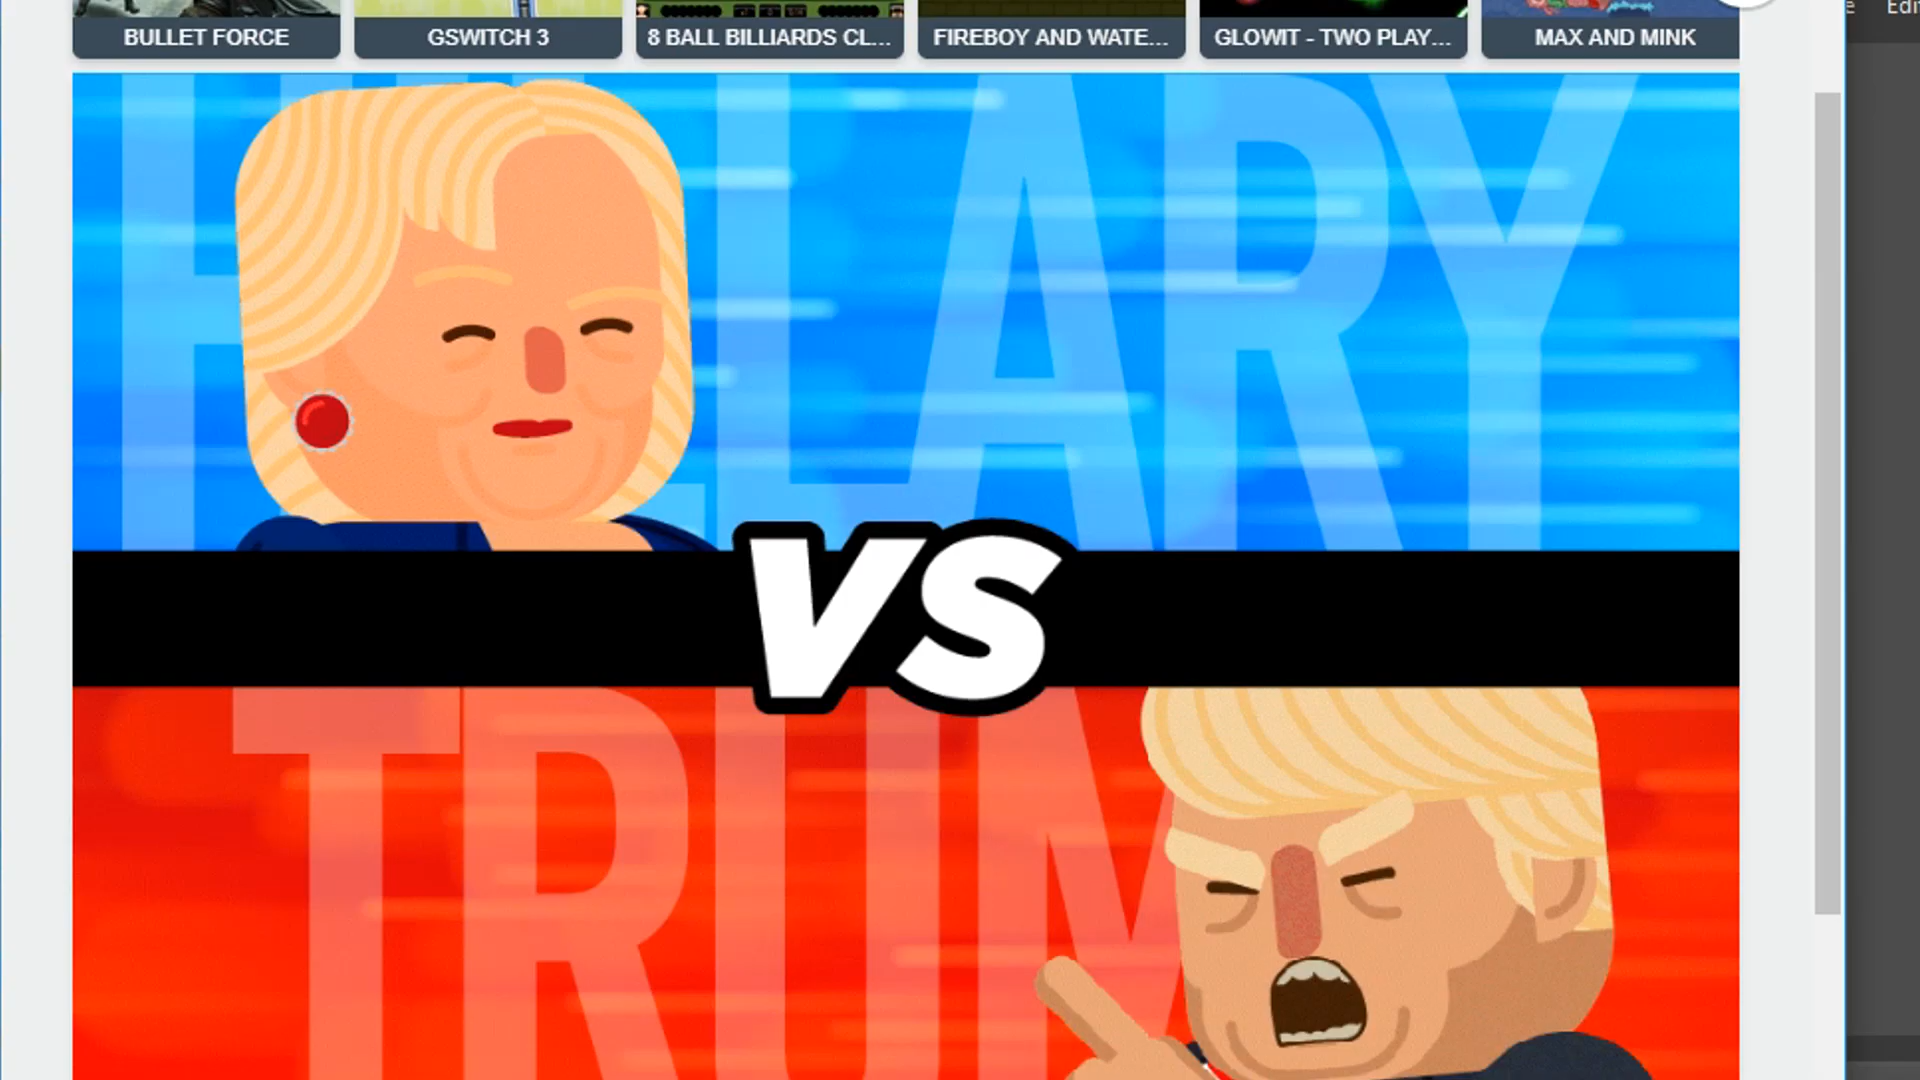 BULLET FORCE
GSWITCH 3
8 BALL BILLIARDS CL...
FIREBOY AND WATE...
GLOWIT - TWO PLAY...
MAX AND MINK
HILLARY
VS
TRUM